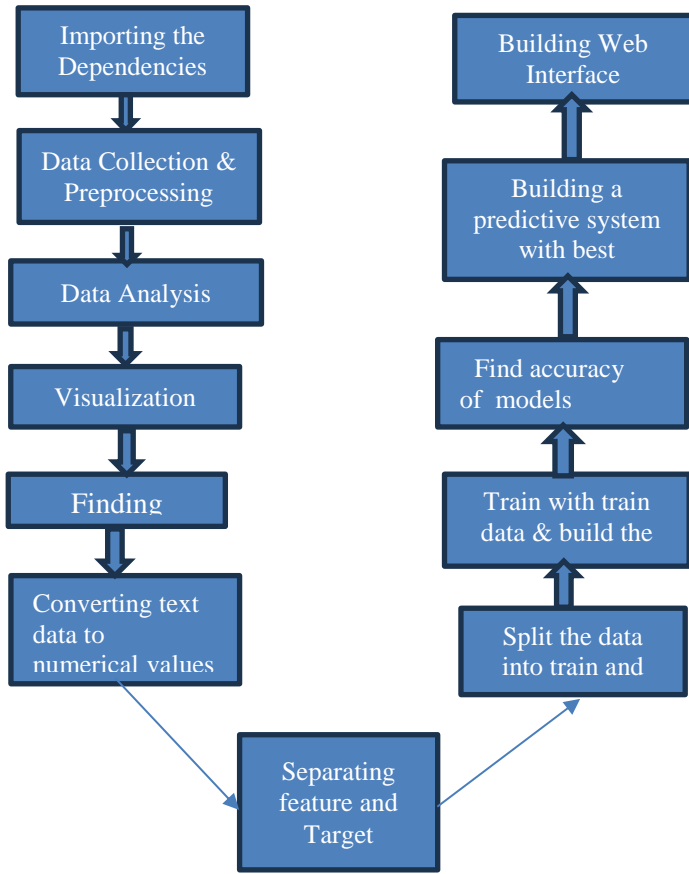 Importing the
Dependencies
Data Collection &
Preprocessing
Data Analysis
Visualization
Finding
Converting text
data to
numerical values
Separating
feature and
Target
Split the data
into train and
Train with train
data & build the
Find accuracy
of models
Building a
predictive system
with best
Building Web
Interface